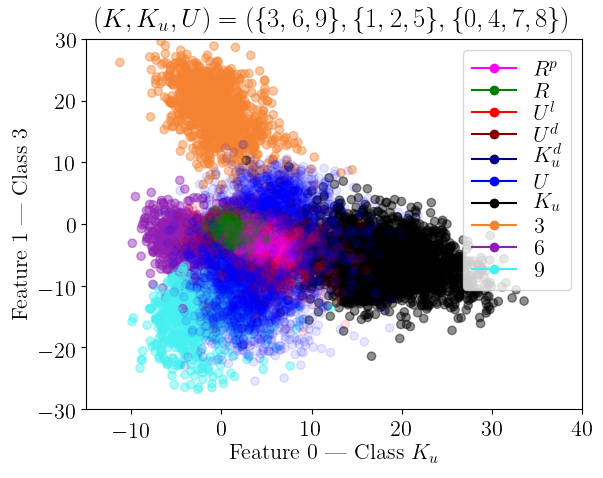 (K, K_u, U) = ({3, 6, 9}, {1, 2, 5}, {0, 4, 7, 8})
R^p
R
U^l
U^d
K_u^d
U
K_u
3
6
9
30
20
10
0
−10
−20
−30
Feature 1 — Class 3
−10 0 10 20 30 40
Feature 0 — Class K_u